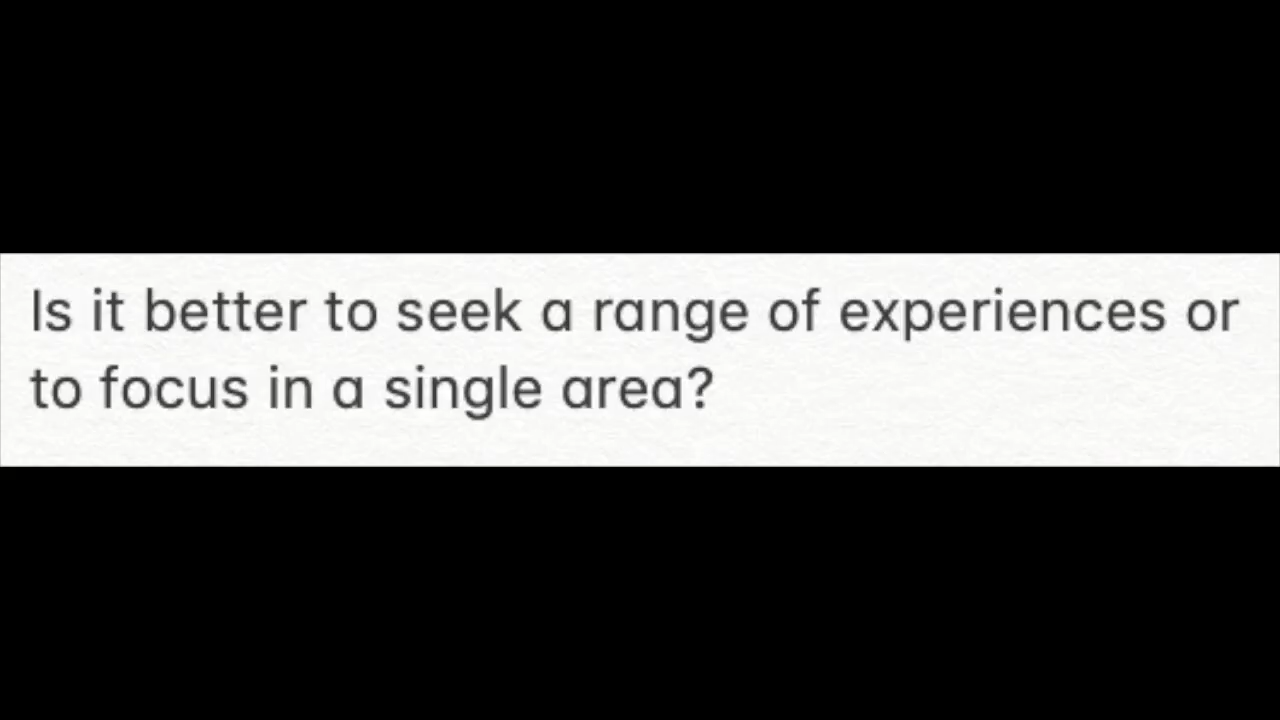 Is it better to seek a range of experiences or
to focus in a single area?